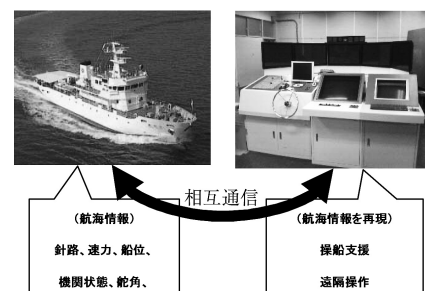 相互通信
(航海情報)
針路、速力、船位、
機関状態、舵角、
(航海情報を再現)
操船支援
遠隔操作